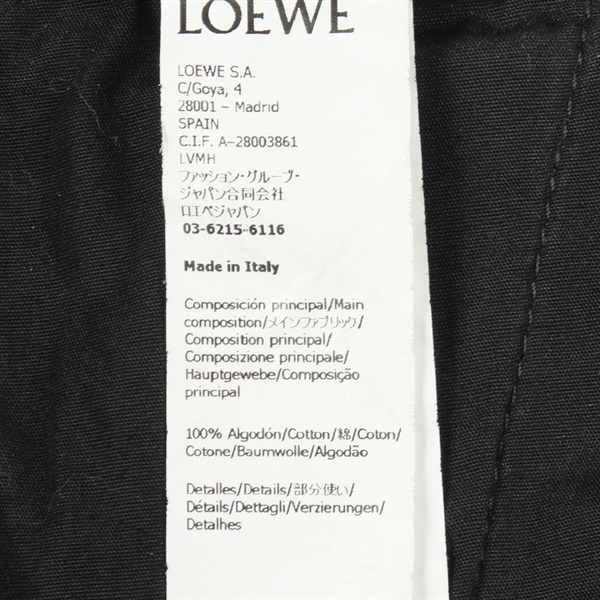 LOEWE
LOEWE S.A.
C/Goya, 4
28001 – Madrid
SPAIN
C.I.F. A–28003861
LVMH
ファッション・グループ・
ジャパン合同会社
ロエベジャパン
03-6215-6116
Made in Italy
Composición principal/Main
composition/メインファブリック/
Composition principal/
Composizione principale/
Hauptgewebe/Composição
principal
100% Algodón/Cotton/綿/Coton/
Cotone/Baumwolle/Algodão
Detalles/Details/部分使い/
Détails/Dettagli/Verzierungen/
Detalhes